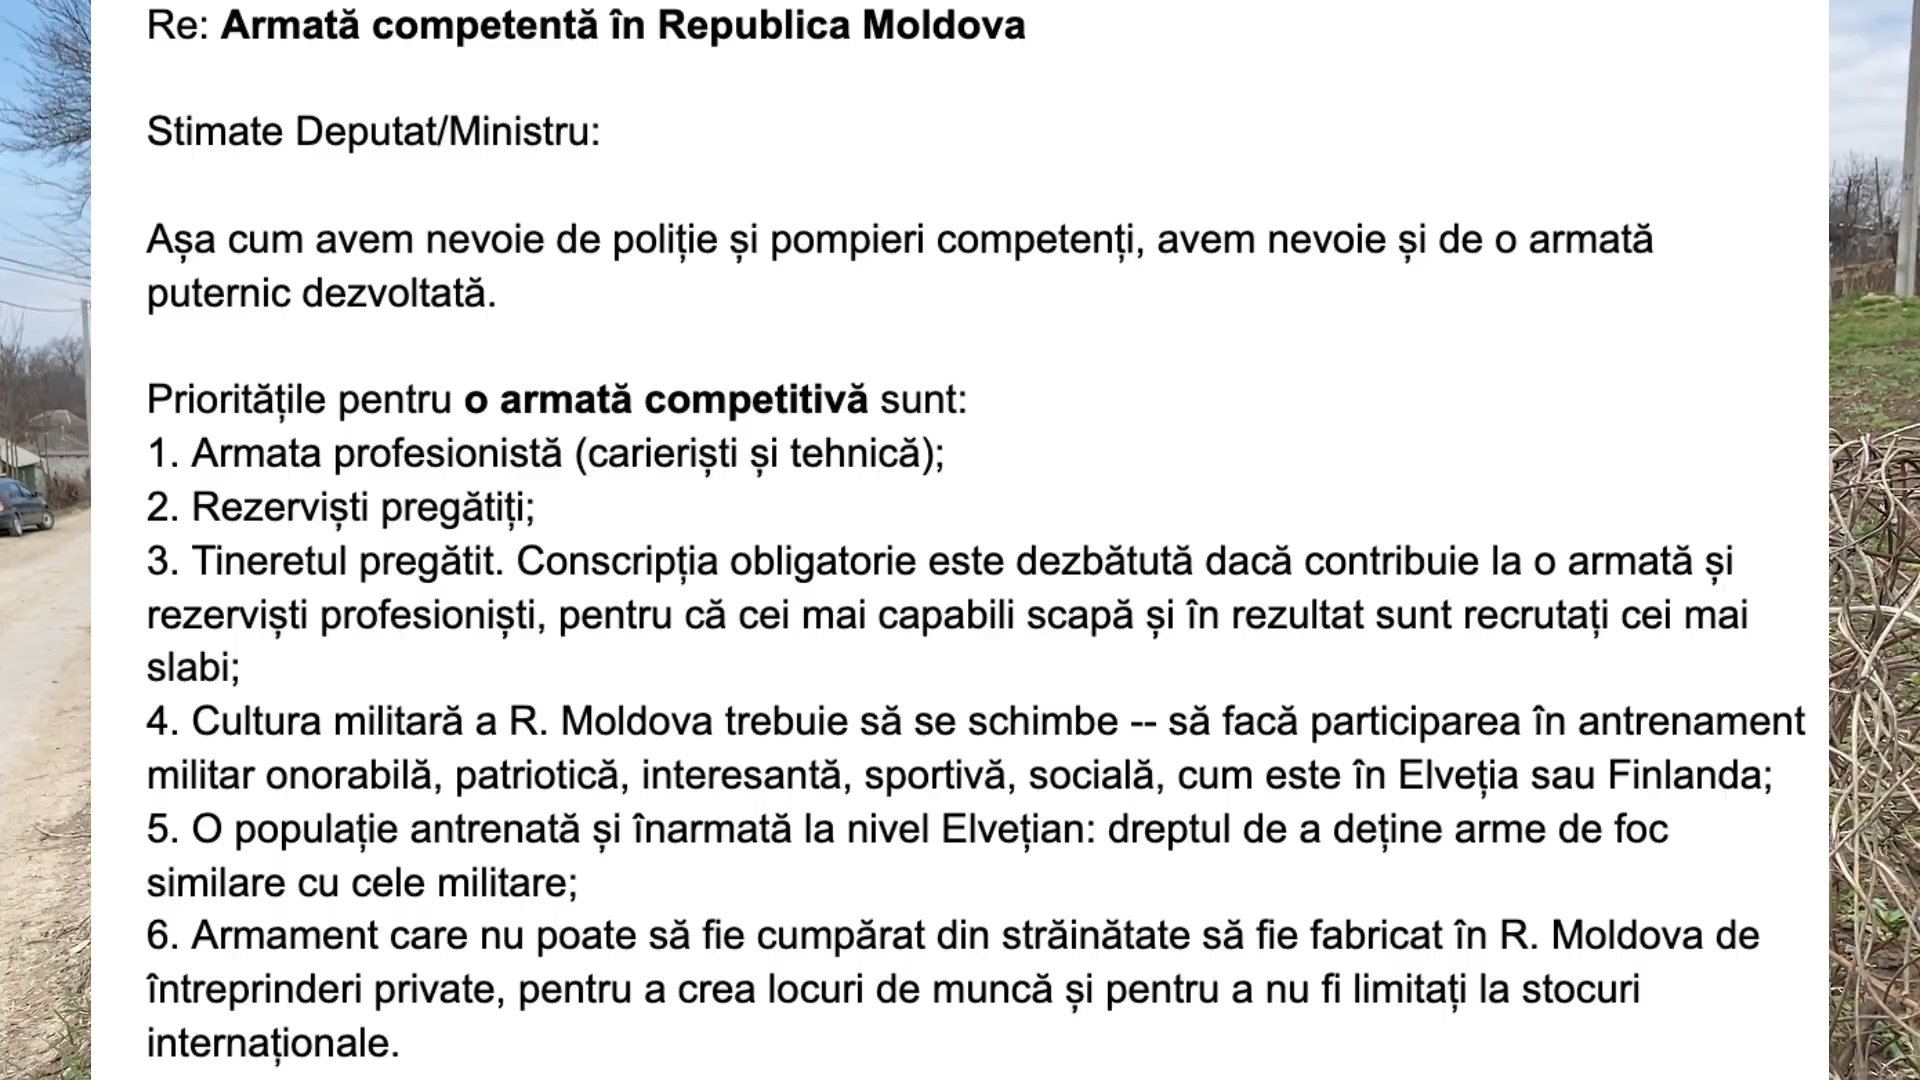 Re: Armată competentă în Republica Moldova
Stimate Deputat/Ministru:
Așa cum avem nevoie de poliție și pompieri competenți, avem nevoie și de o armată
puternic dezvoltată.
Prioritățile pentru o armată competitivă sunt:
1. Armata profesionistă (carieriști și tehnică);
2. Rezerviști pregătiți;
3. Tineretul pregătit. Conscripția obligatorie este dezbătută dacă contribuie la o armată și
rezerviști profesioniști, pentru că cei mai capabili scapă și în rezultat sunt recrutați cei mai
slabi;
4. Cultura militară a R. Moldova trebuie să se schimbe -- să facă participarea în antrenament
militar onorabilă, patriotică, interesantă, sportivă, socială, cum este în Elveția sau Finlanda;
5. O populație antrenată și înarmată la nivel Elvețian: dreptul de a deține arme de foc
similare cu cele militare;
6. Armament care nu poate să fie cumpărat din străinătate să fie fabricat în R. Moldova de
întreprinderi private, pentru a crea locuri de muncă și pentru a nu fi limitați la stocuri
internaționale.